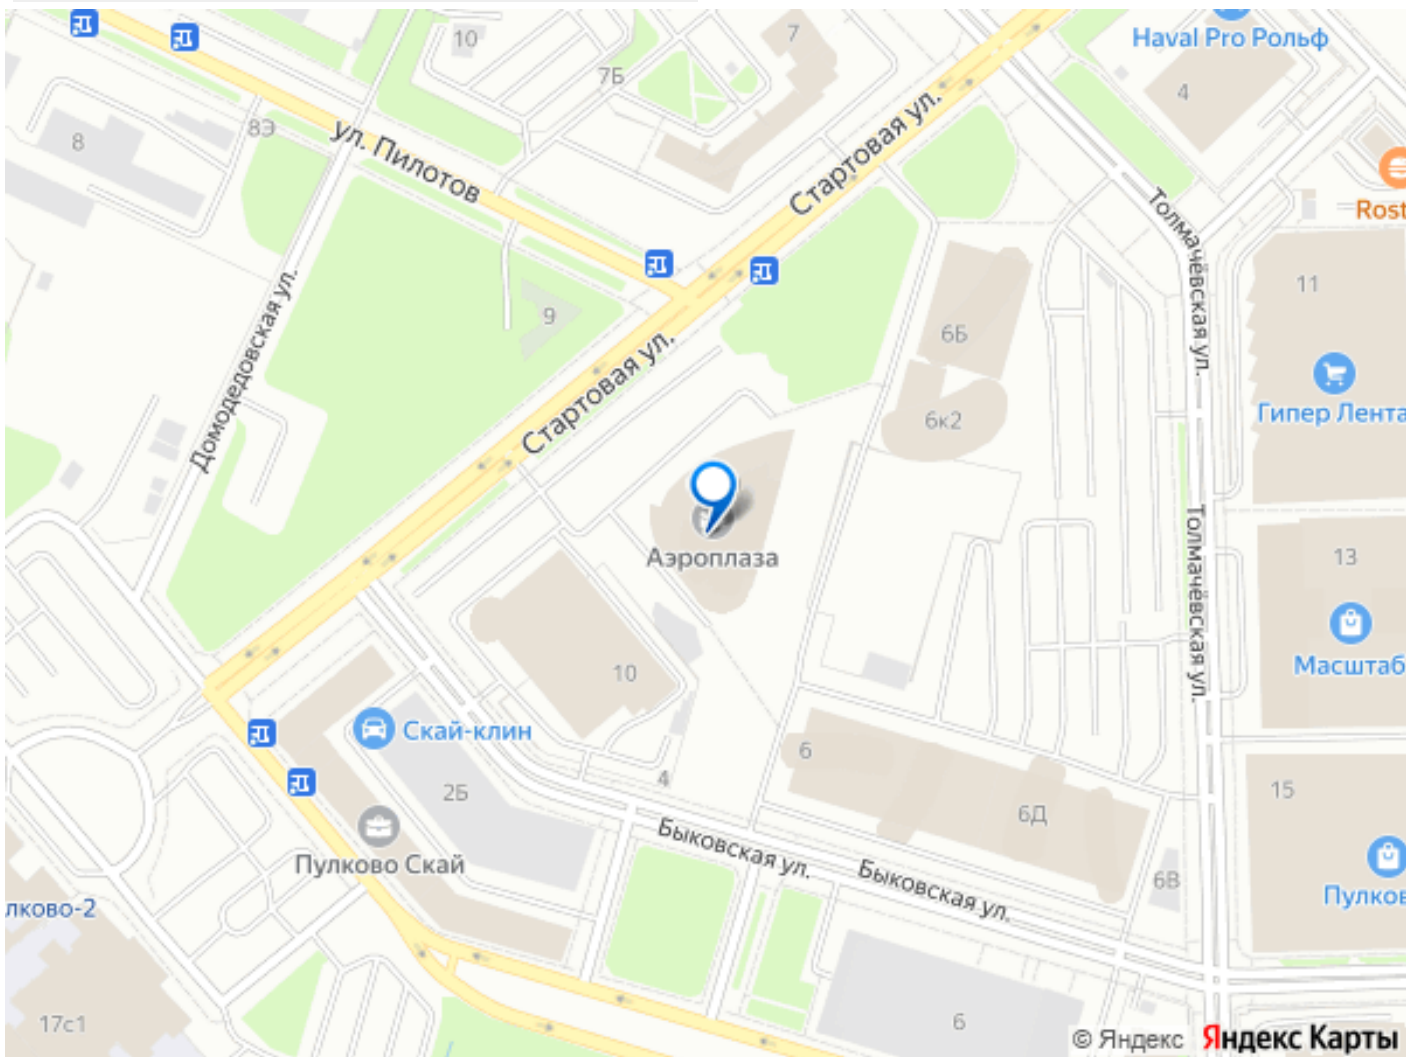 10
7
Haval Pro Рольф
7Б
4
8Э
8
ул. Пилотов
Стартовая ул.
Rost
Толмачёвская ул.
11
9
6Б
Домодедовская ул.
Стартовая ул.
6к2
Гипер Лента
Толмачёвская ул.
Аэроплаза
13
Масштаб
10
Скай-клин
6
4
2Б
15
6Д
Быковская ул.
Пулково Скай
Быковская ул.
6В
Пулков
лково-2
17с1
6
© Яндекс Яндекс Карты